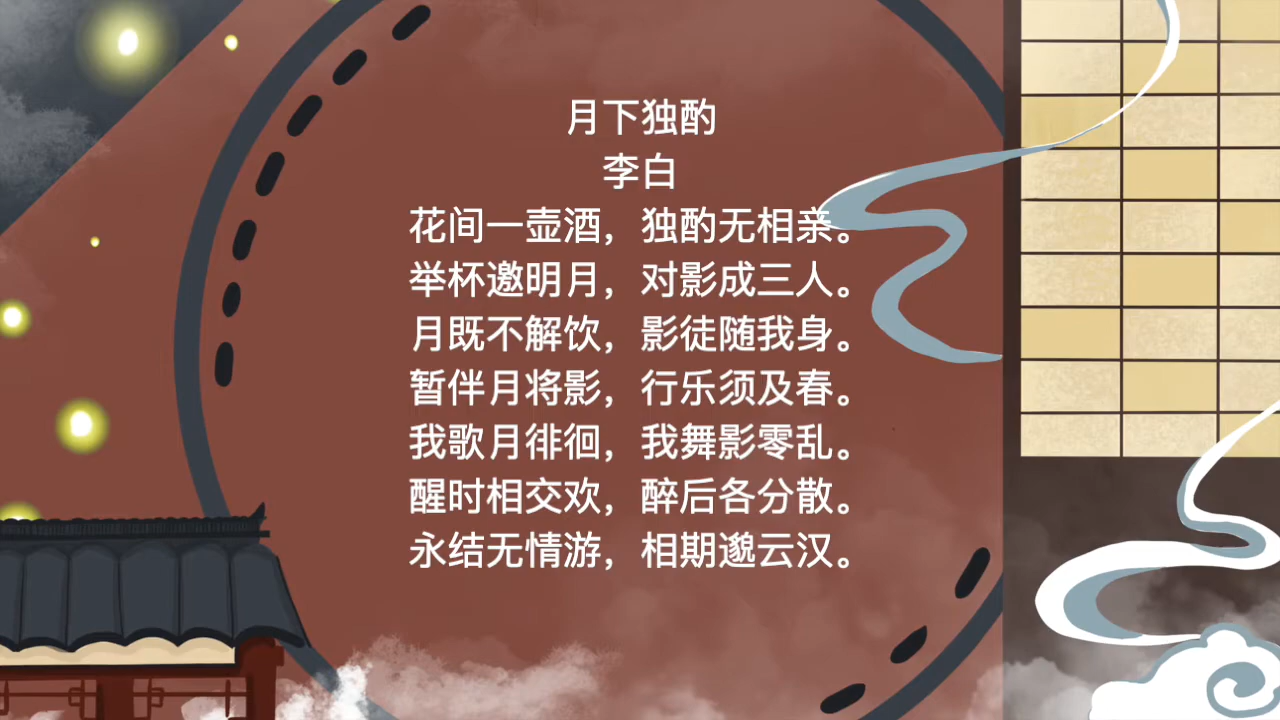 月下独酌
李白
花间一壶酒，独酌无相亲。
举杯邀明月，对影成三人。
月既不解饮，影徒随我身。
暂伴月将影，行乐须及春。
我歌月徘徊，我舞影零乱。
醒时相交欢，醉后各分散。
永结无情游，相期邈云汉。